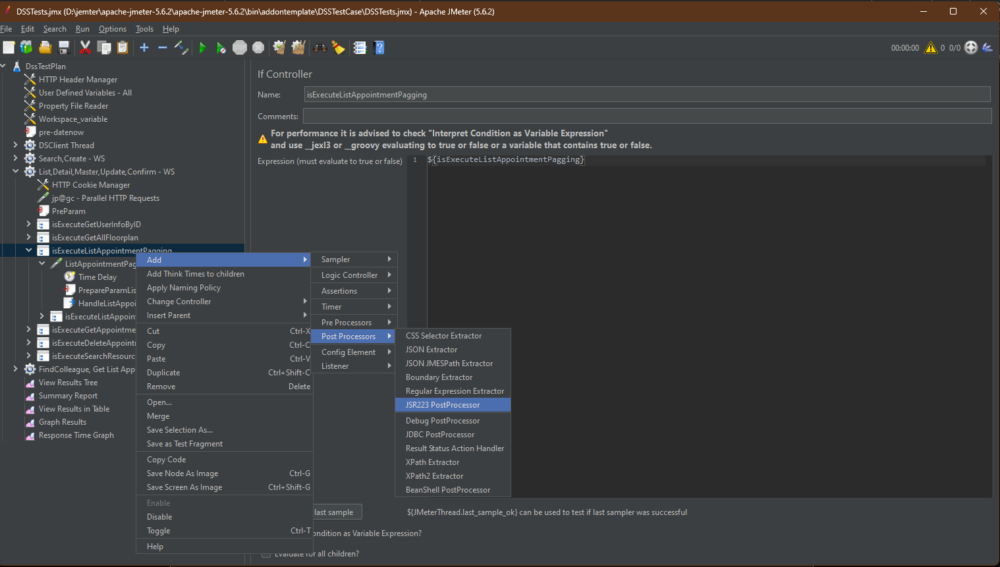 DSSTests.jmx (D:\jemter\apache-jmeter-5.6.2\apache-jmeter-5.6.2\bin\addontemplate\DSSTestCase\DSSTests.jmx) - Apache JMeter (5.6.2)
File Edit Search Run Options Tools Help
00:00:00 0 0/0
DssTestPlan
HTTP Header Manager
User Defined Variables - All
Property File Reader
Workspace_variable
pre-datenow
DSClient Thread
Search,Create - WS
List,Detail,Master,Update,Confirm - WS
HTTP Cookie Manager
jp@gc - Parallel HTTP Requests
PreParam
isExecuteGetUserInfoByID
isExecuteGetAllFloorplan
isExecuteListAppointmentPagging
ListAppointmentPag
Time Delay
PrepareParamLis
HandleListAppoi
isExecuteListAppoint
isExecuteGetAppointme
isExecuteDeleteAppoint
isExecuteSearchResourc
FindColleague, Get List App
View Results Tree
Summary Report
View Results in Table
Graph Results
Response Time Graph
If Controller
Name: isExecuteListAppointmentPagging
Comments:
For performance it is advised to check "Interpret Condition as Variable Expression"
and use __jexl3 or __groovy evaluating to true or false or a variable that contains true or false.
Expression (must evaluate to true or false) 1 ${isExecuteListAppointmentPagging}
Add
Add Think Times to children
Apply Naming Policy
Change Controller
Insert Parent
Cut Ctrl-X
Copy Ctrl-C
Paste Ctrl-V
Duplicate Ctrl+Shift-C
Remove Delete
Open...
Merge
Save Selection As...
Save as Test Fragment
Copy Code
Save Node As Image Ctrl-G
Save Screen As Image Ctrl+Shift-G
Enable
Disable
Toggle Ctrl-T
Help
Sampler
Logic Controller
Assertions
Timer
Pre Processors
Post Processors
Config Element
Listener
CSS Selector Extractor
JSON Extractor
JSON JMESPath Extractor
Boundary Extractor
Regular Expression Extractor
JSR223 PostProcessor
Debug PostProcessor
JDBC PostProcessor
Result Status Action Handler
XPath Extractor
XPath2 Extractor
BeanShell PostProcessor
last sample ${JMeterThread.last_sample_ok} can be used to test if last sampler was successful
ondition as Variable Expression?
Evaluate for all children?